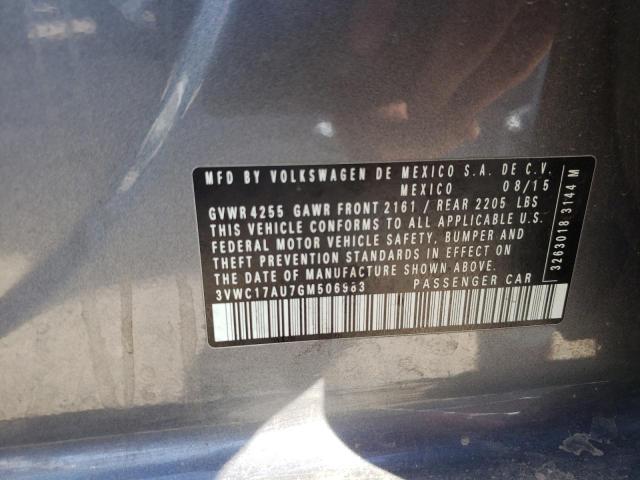 MFD BY VOLKSWAGEN DE MEXICO S.A. DE C.V.
MEXICO 08/15
GVWR 4255 GAWR FRONT 2161 / REAR 2205 LBS
THIS VEHICLE CONFORMS TO ALL APPLICABLE U.S.
FEDERAL MOTOR VEHICLE SAFETY, BUMPER AND
THEFT PREVENTION STANDARDS IN EFFECT ON
THE DATE OF MANUFACTURE SHOWN ABOVE.
3VWC17AU7GM506983 PASSENGER CAR
3263018 3144 M